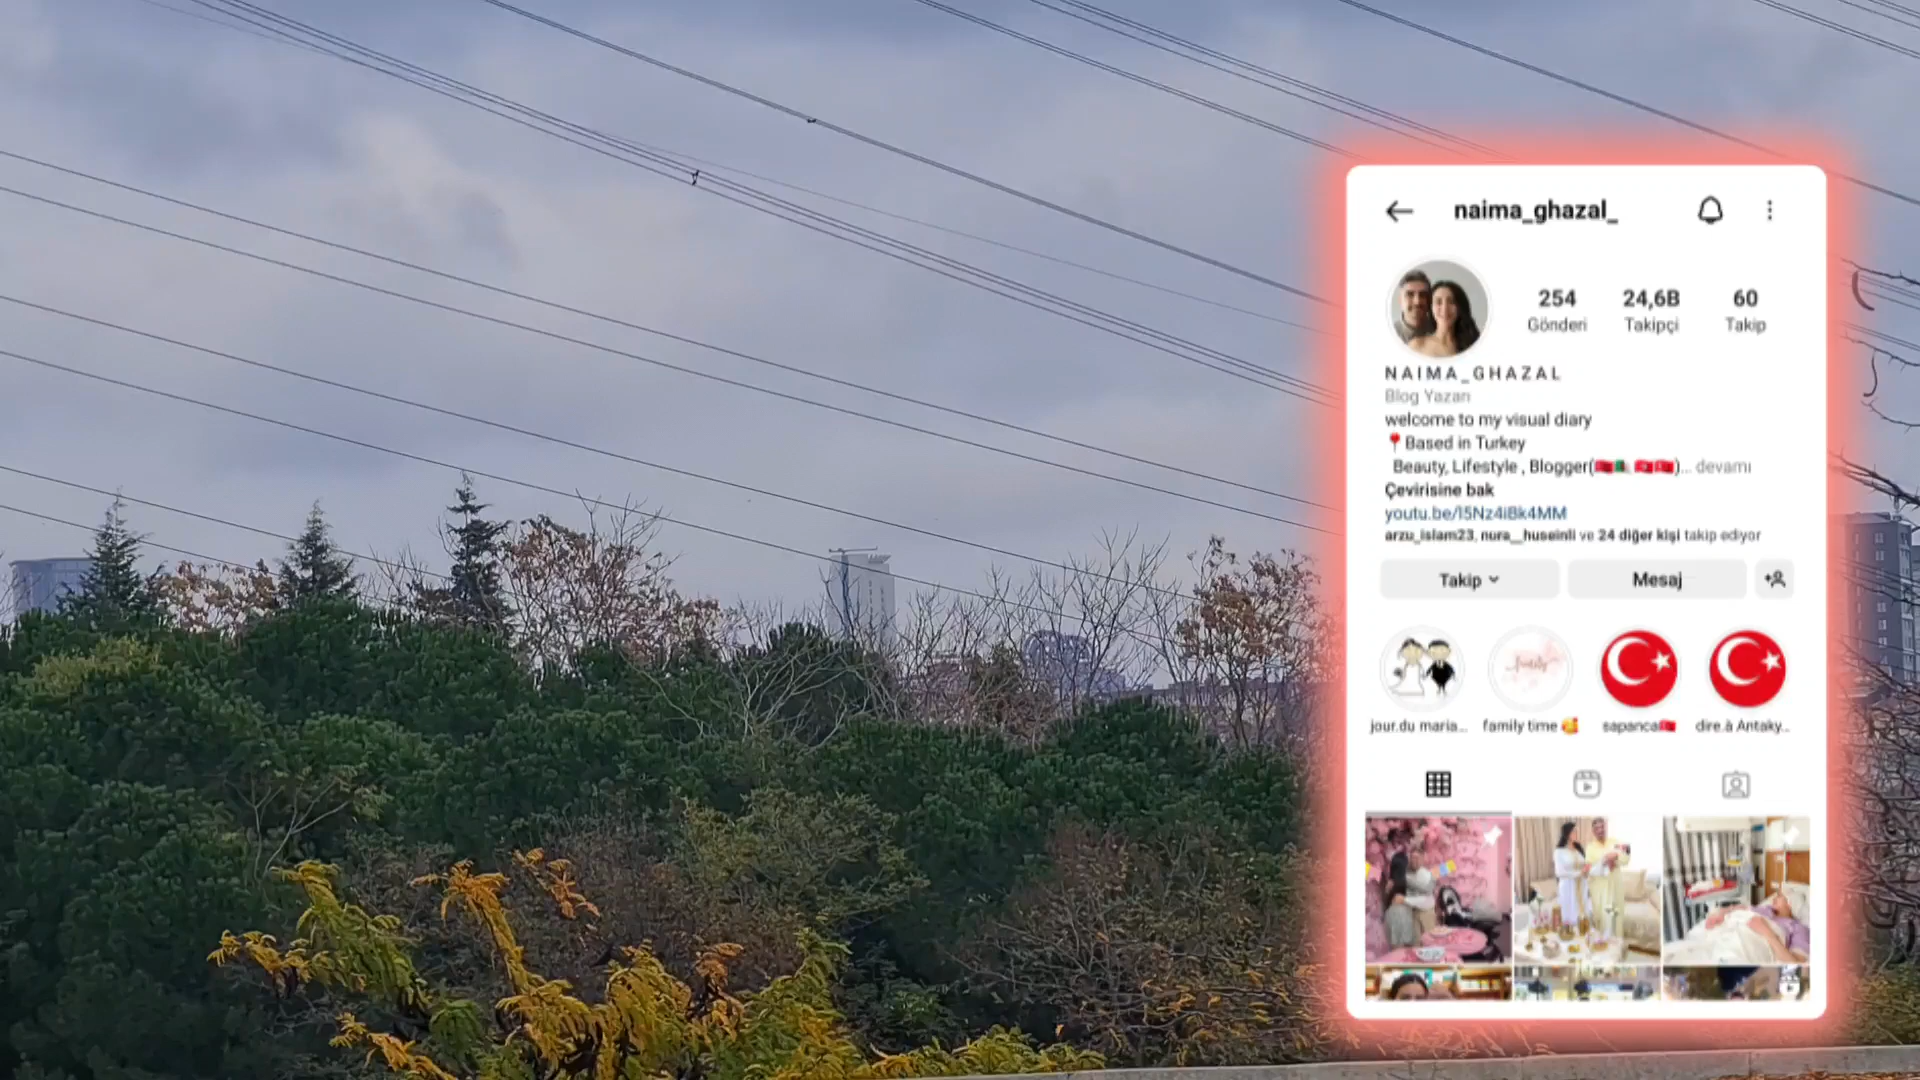 naima_ghazal_
254 24,6B 60
Gönderi Takipçi Takip
NAIMA_GHAZAL
Blog Yazarı
welcome to my visual diary
📍Based in Turkey
Beauty, Lifestyle , Blogger( )... devamı
Çevirisine bak
youtu.be/l5Nz4iBk4MM
arzu_islam23, nura__huseinli ve 24 diğer kişi takip ediyor
Takip Mesaj
jour.du maria... family time 🥰 sapanca dire.à Antaky...